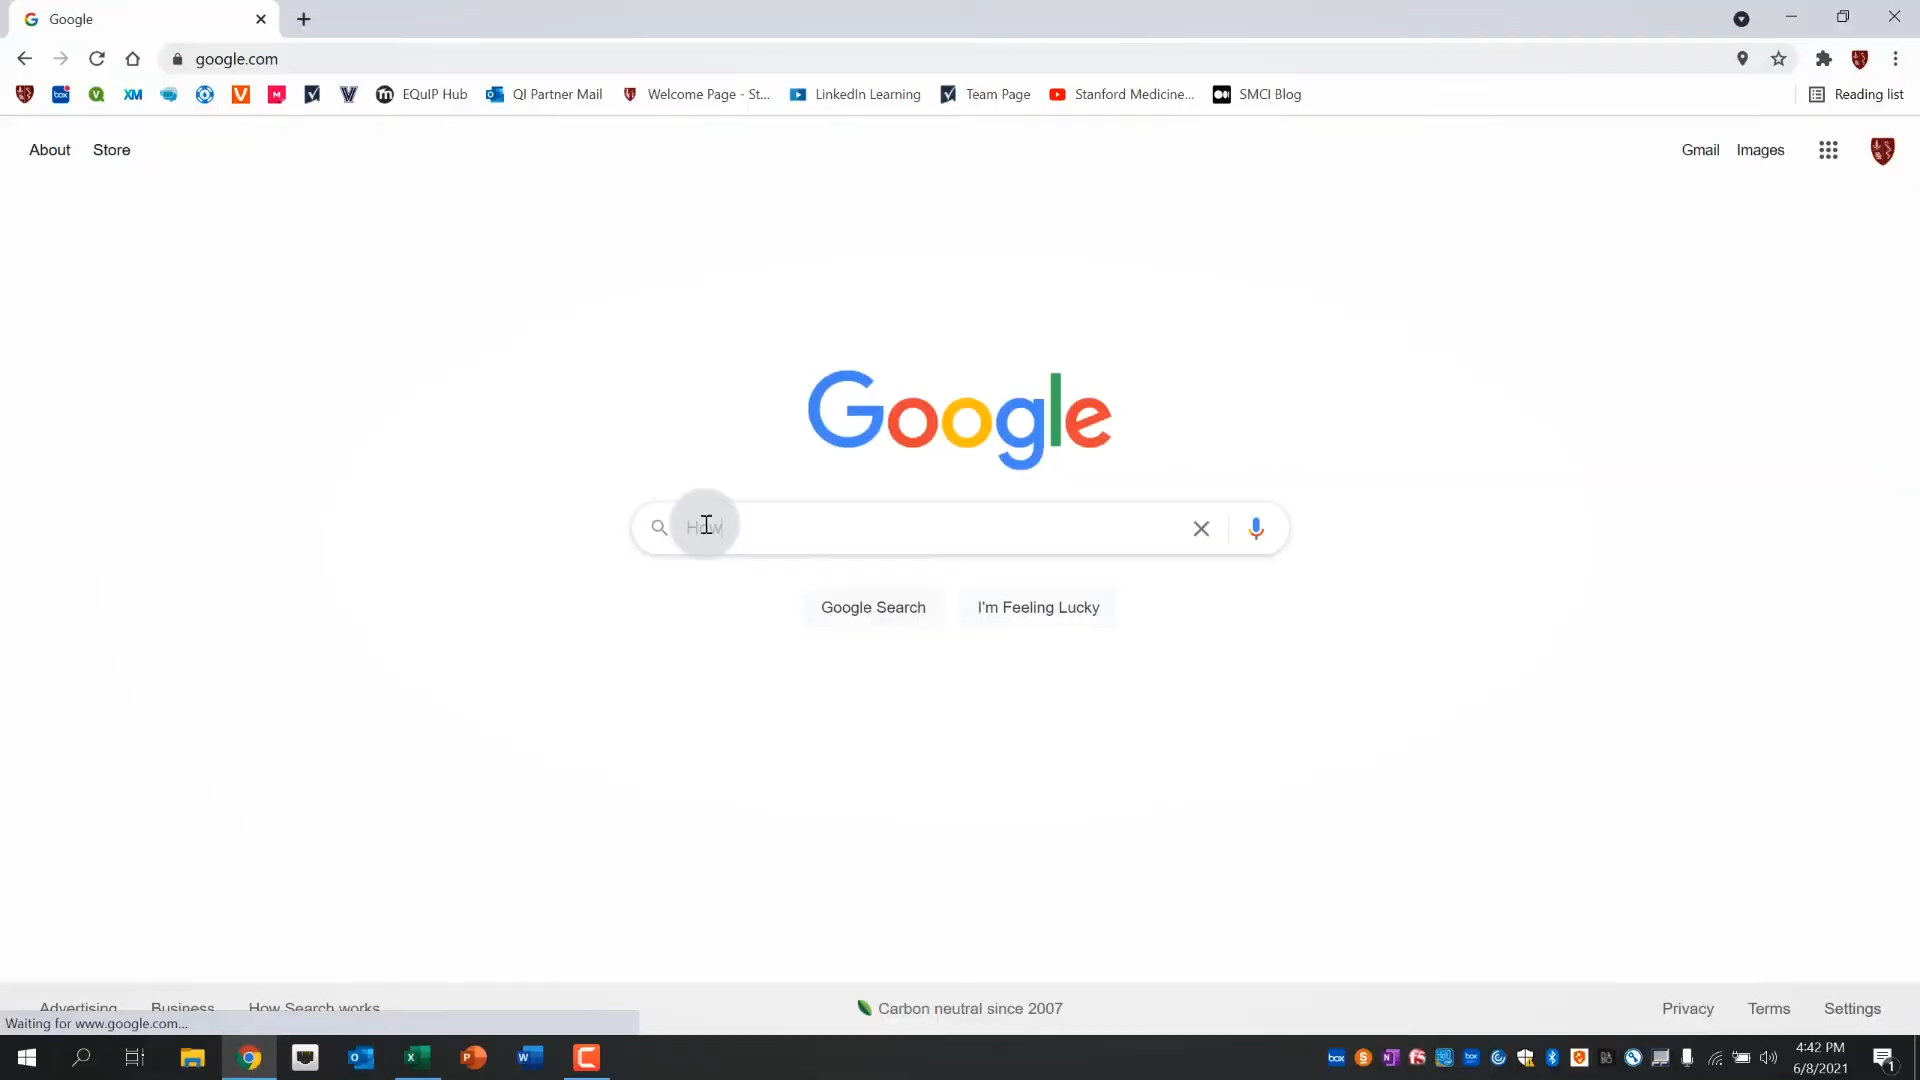 Google
google.com
XM
EQuIP Hub
QI Partner Mail
Welcome Page - St...
LinkedIn Learning
Team Page
Stanford Medicine...
SMCI Blog
Reading list
About
Store
Gmail
Images
Google
How
Google Search
I'm Feeling Lucky
Advertising
Business
How Search works
Carbon neutral since 2007
Privacy
Terms
Settings
Waiting for www.google.com...
4:42 PM
6/8/2021
1